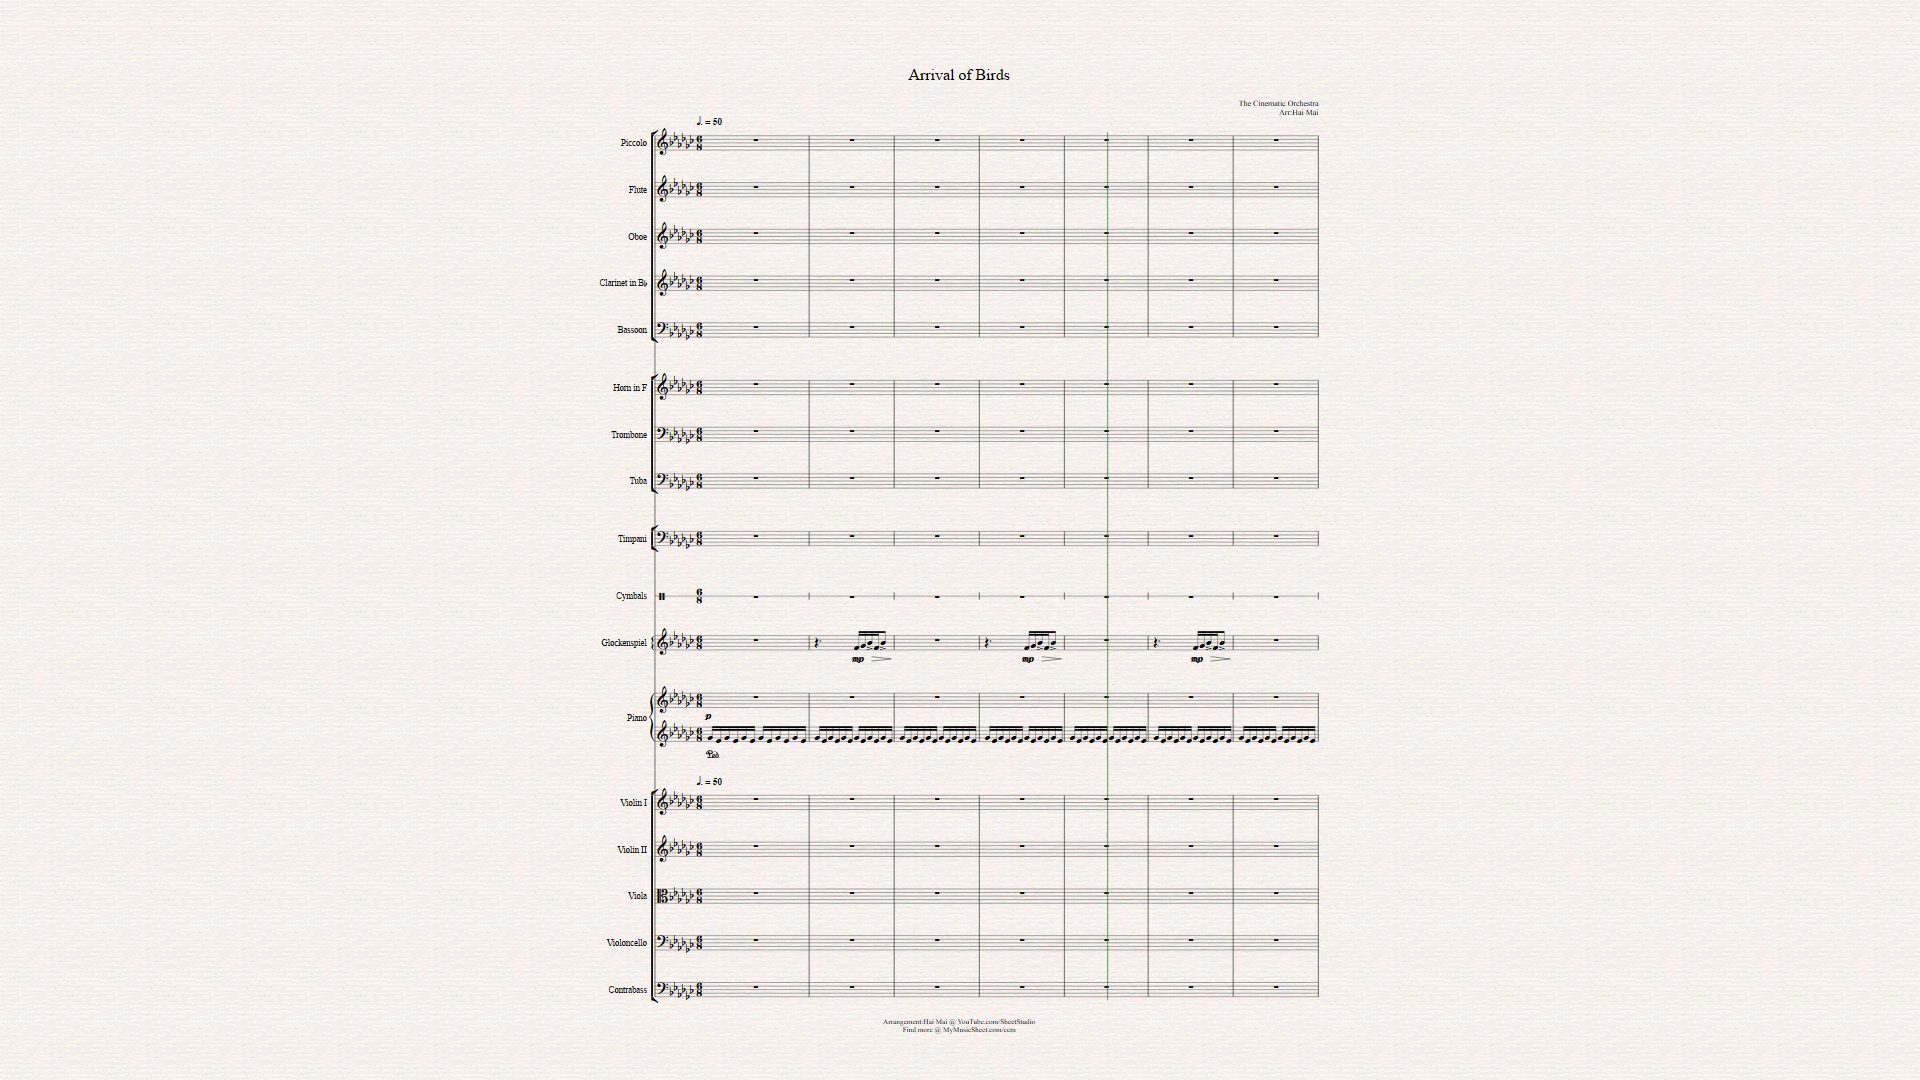 Arrival of Birds
The Cinematic Orchestra
Arr:Hai Mai
♩. = 50
Piccolo
Flute
Oboe
Clarinet in B♭
Bassoon
Horn in F
Trombone
Tuba
Timpani
Cymbals
Glockenspiel
mp mp mp
Piano
p
Ped
♩. = 50
Violin I
Violin II
Viola
Violoncello
Contrabass
Arrangement:Hai Mai @ YouTube.com/SheetStudio
Find more @ MyMusicSheet.com/ccm